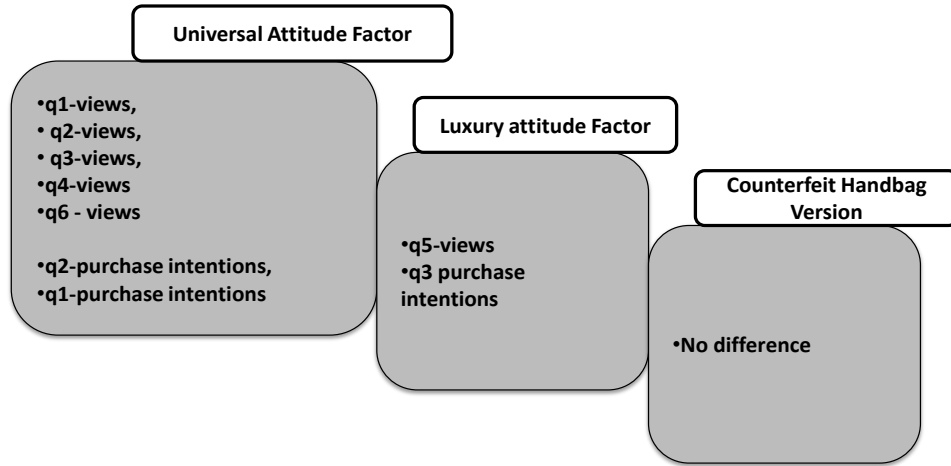 Universal Attitude Factor
•q1-views,
• q2-views,
• q3-views,
•q4-views
q6 - views
•q2-purchase intentions,
•q1-purchase intentions
Luxury attitude Factor
•q5-views
•q3 purchase
intentions
Counterfeit Handbag
Version
•No difference